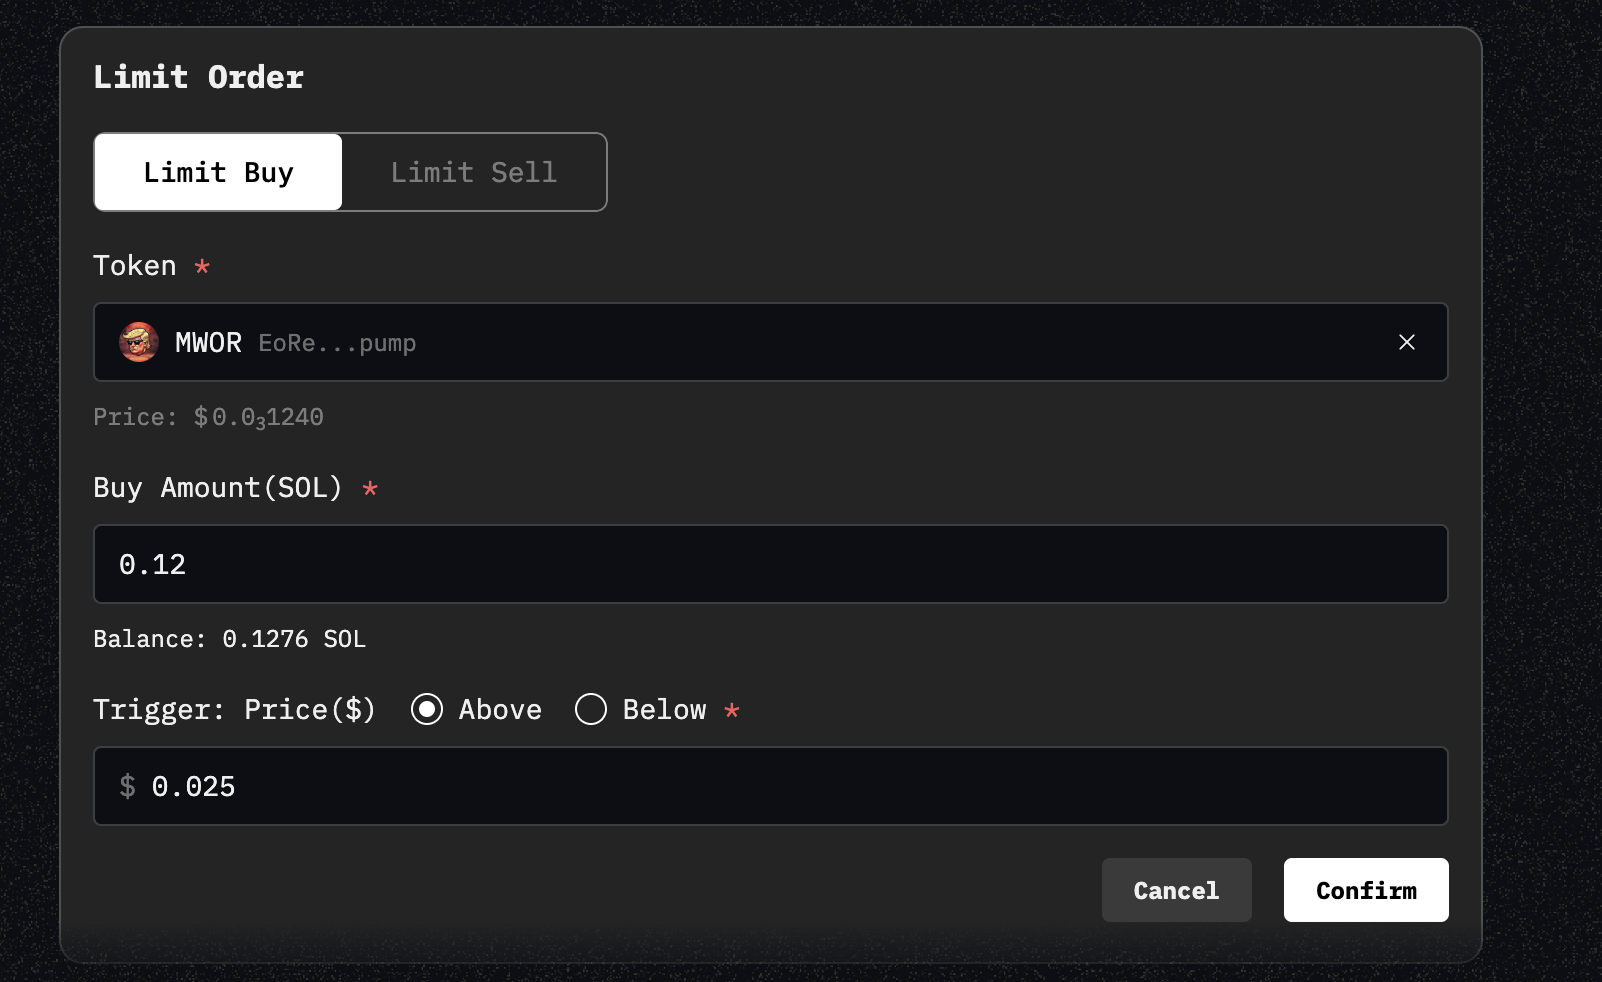 Limit Order
Limit Buy Limit Sell
Token *
MWOR EoRe...pump
Price: $0.0₃1240
Buy Amount(SOL) *
0.12
Balance: 0.1276 SOL
Trigger: Price($) Above Below *
$ 0.025
Cancel Confirm